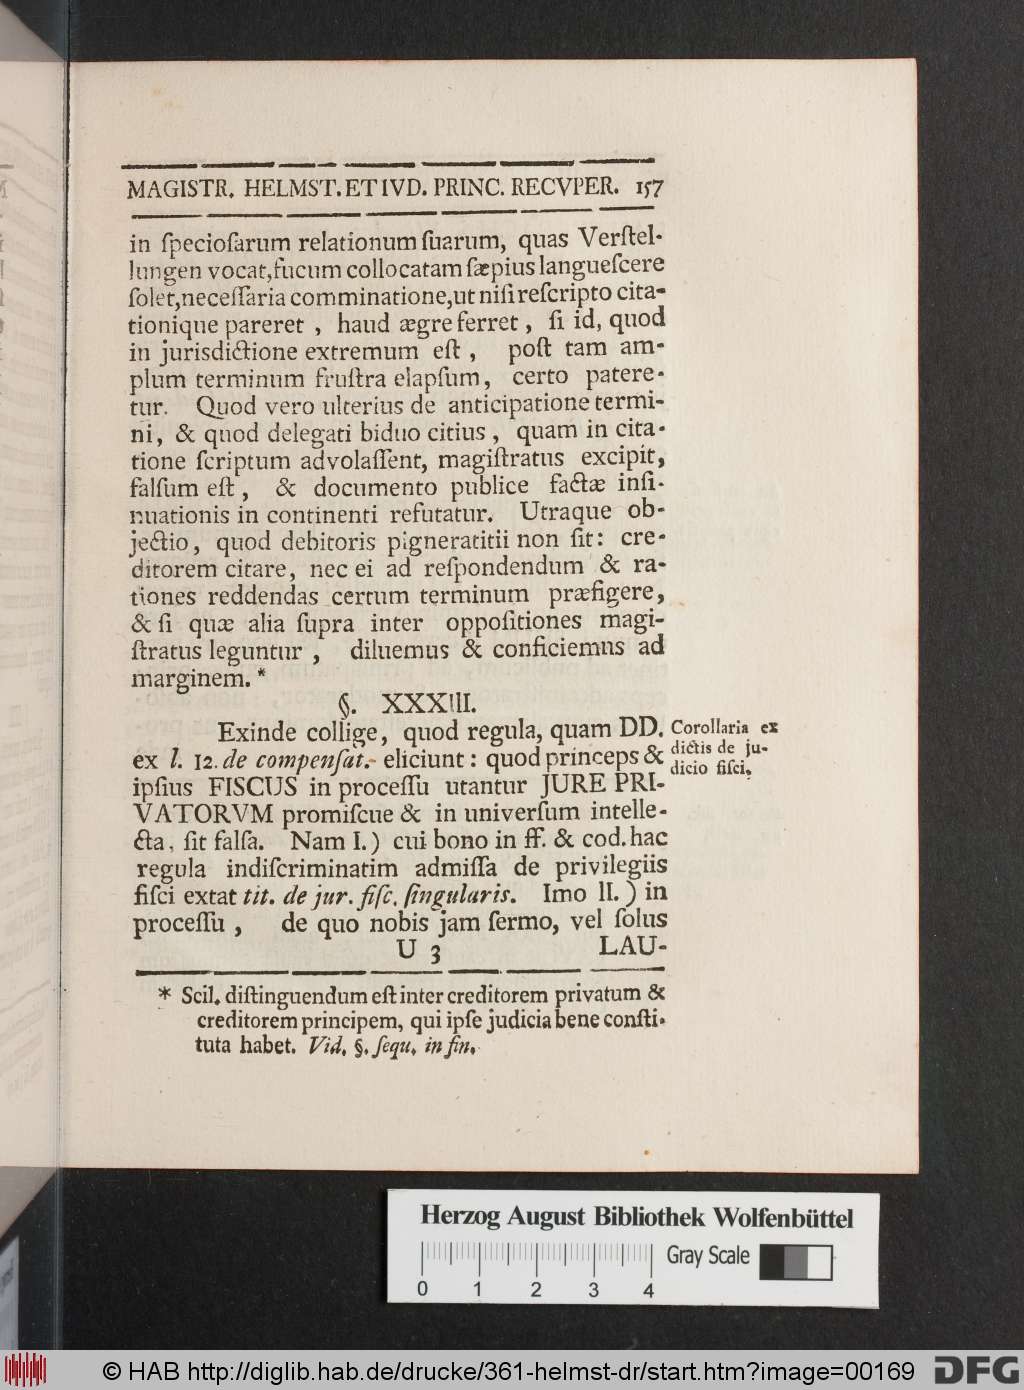 MAGISTR. HELMST. ET IVD. PRINC. RECVPER. 157
in ſpecioſarum relationum ſuarum, quas Verſtel-
lungen vocat, fucum collocatam ſæpius langueſcere
ſolet, neceſſaria comminatione, ut niſi reſcripto cita-
tionique pareret, haud ægre ferret, ſi id, quod
in jurisdictione extremum eſt, poſt tam am-
plum terminum fruſtra elapſum, certo patere-
tur. Quod vero ulterius de anticipatione termi-
ni, & quod delegati biduo citius, quam in cita-
tione ſcriptum advolaſſent, magiſtratus excipit,
falſum eſt, & documento publice factæ inſi-
nuationis in continenti refutatur. Utraque ob-
jectio, quod debitoris pigneratitii non ſit: cre-
ditorem citare, nec ei ad reſpondendum & ra-
tiones reddendas certum terminum præfigere,
& ſi quæ alia ſupra inter oppoſitiones magi-
ſtratus leguntur, diluemus & conficiemus ad
marginem. *
§. XXXIII.
Exinde collige, quod regula, quam DD.
ex l. 12. de compenſat. eliciunt: quod princeps &
ipſius FISCUS in proceſſu utantur JURE PRI-
VATORVM promiſcue & in univerſum intelle-
cta, ſit falſa. Nam I.) cui bono in ff. & cod. hac
regula indiſcriminatim admiſſa de privilegiis
fiſci extat tit. de jur. fiſc. ſingularis. Imo II.) in
proceſſu, de quo nobis jam ſermo, vel ſolus
U 3 LAU-
Corollaria ex
dictis de ju-
dicio fiſci.
* Scil. diſtinguendum eſt inter creditorem privatum &
creditorem principem, qui ipſe judicia bene conſti-
tuta habet. Vid. §. ſequ. in fin.
Herzog August Bibliothek Wolfenbüttel
Gray Scale
0 1 2 3 4
© HAB http://diglib.hab.de/drucke/361-helmst-dr/start.htm?image=00169
DFG